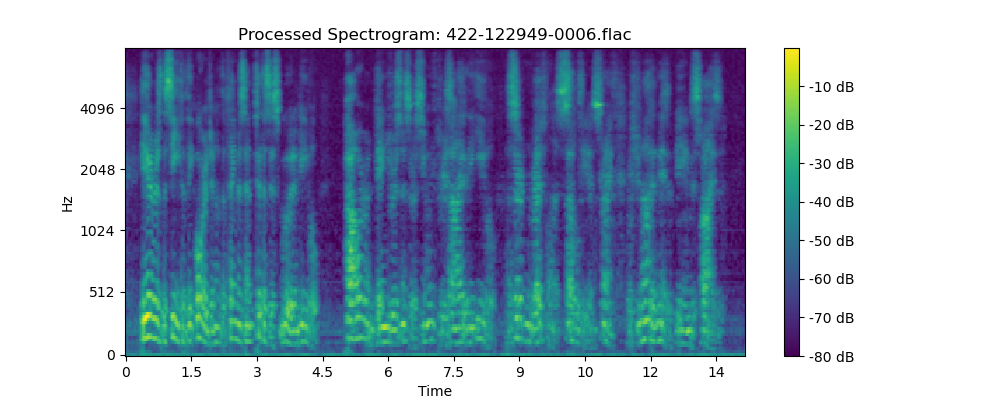 Processed Spectrogram: 422-122949-0006.flac
Hz
4096
2048
1024
512
0
0 1.5 3 4.5 6 7.5 9 10 12 14
Time
-10 dB
-20 dB
-30 dB
-40 dB
-50 dB
-60 dB
-70 dB
-80 dB